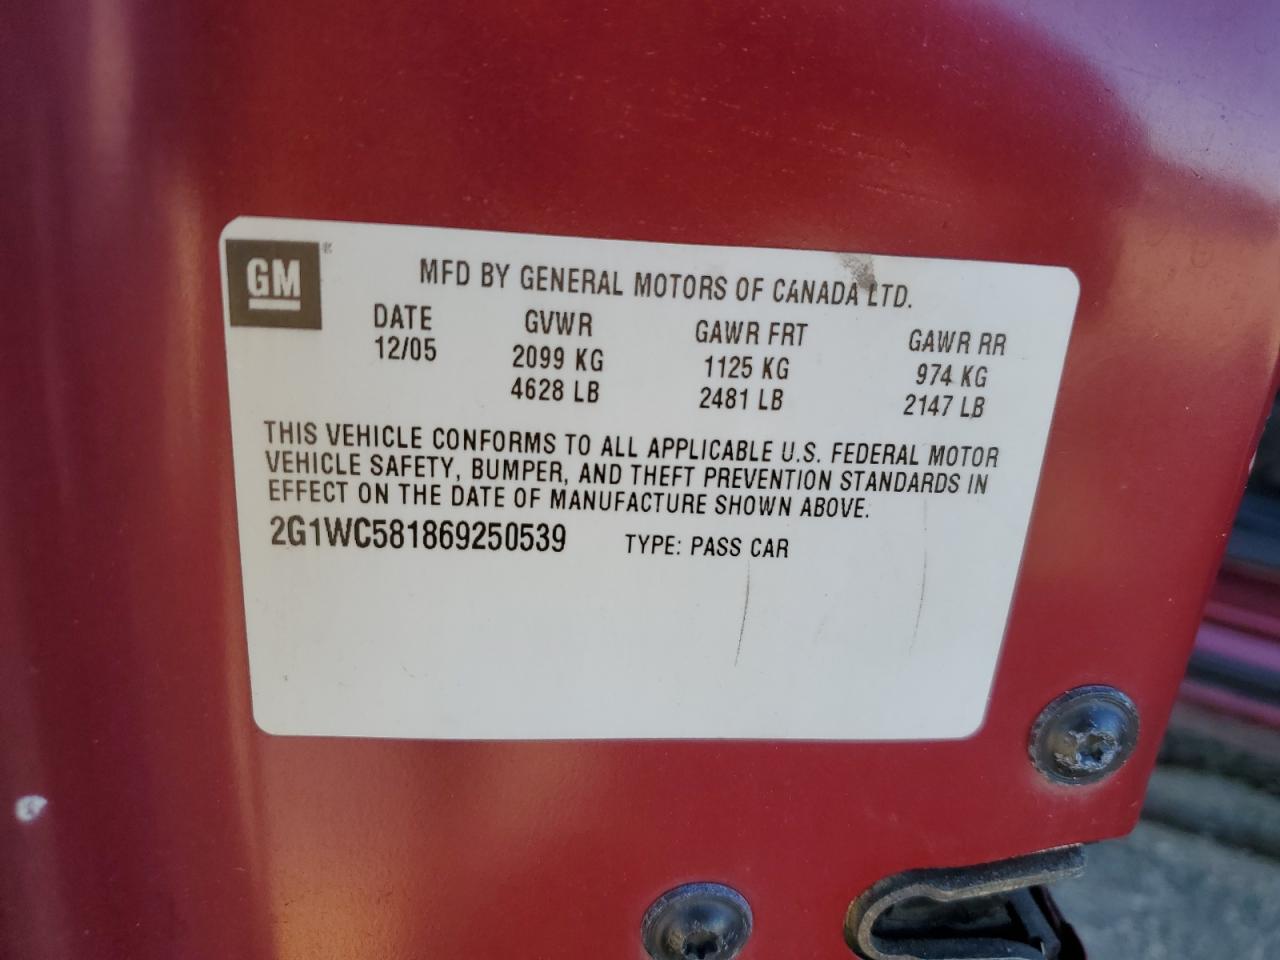 GM®
MFD BY GENERAL MOTORS OF CANADA LTD.
DATE GVWR GAWR FRT GAWR RR
12/05 2099 KG 1125 KG 974 KG
4628 LB 2481 LB 2147 LB
THIS VEHICLE CONFORMS TO ALL APPLICABLE U.S. FEDERAL MOTOR
VEHICLE SAFETY, BUMPER, AND THEFT PREVENTION STANDARDS IN
EFFECT ON THE DATE OF MANUFACTURE SHOWN ABOVE.
2G1WC581869250539 TYPE: PASS CAR